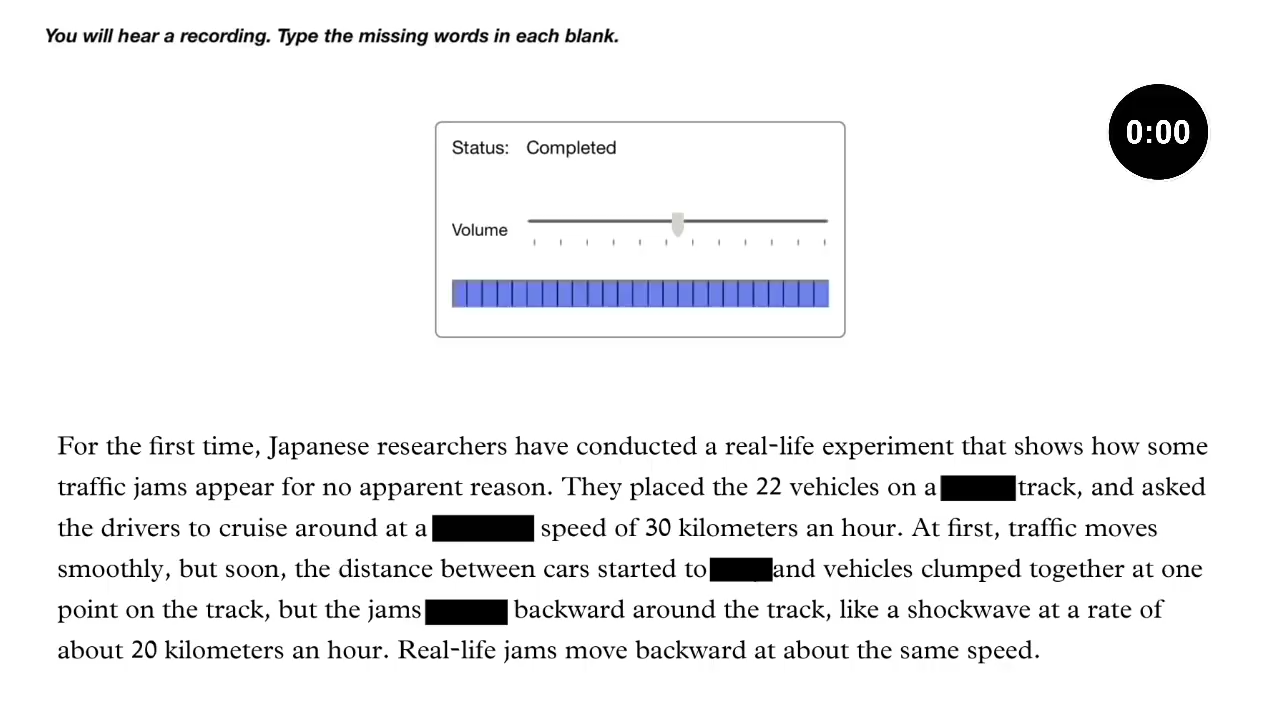 You will hear a recording. Type the missing words in each blank.
0:00
Status: Completed
Volume
For the first time, Japanese researchers have conducted a real-life experiment that shows how some
traffic jams appear for no apparent reason. They placed the 22 vehicles on a track, and asked
the drivers to cruise around at a speed of 30 kilometers an hour. At first, traffic moves
smoothly, but soon, the distance between cars started to and vehicles clumped together at one
point on the track, but the jams backward around the track, like a shockwave at a rate of
about 20 kilometers an hour. Real-life jams move backward at about the same speed.